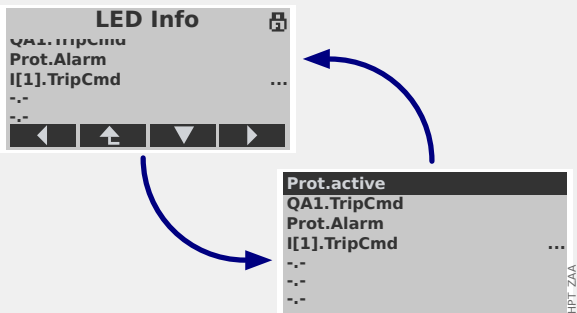 LED Info
QA1.TripCmd
Prot.Alarm
I[1].TripCmd ...
-.-
-.-
Prot.active
QA1.TripCmd
Prot.Alarm
I[1].TripCmd ...
-.-
-.-
-.-
HPT_ZAA